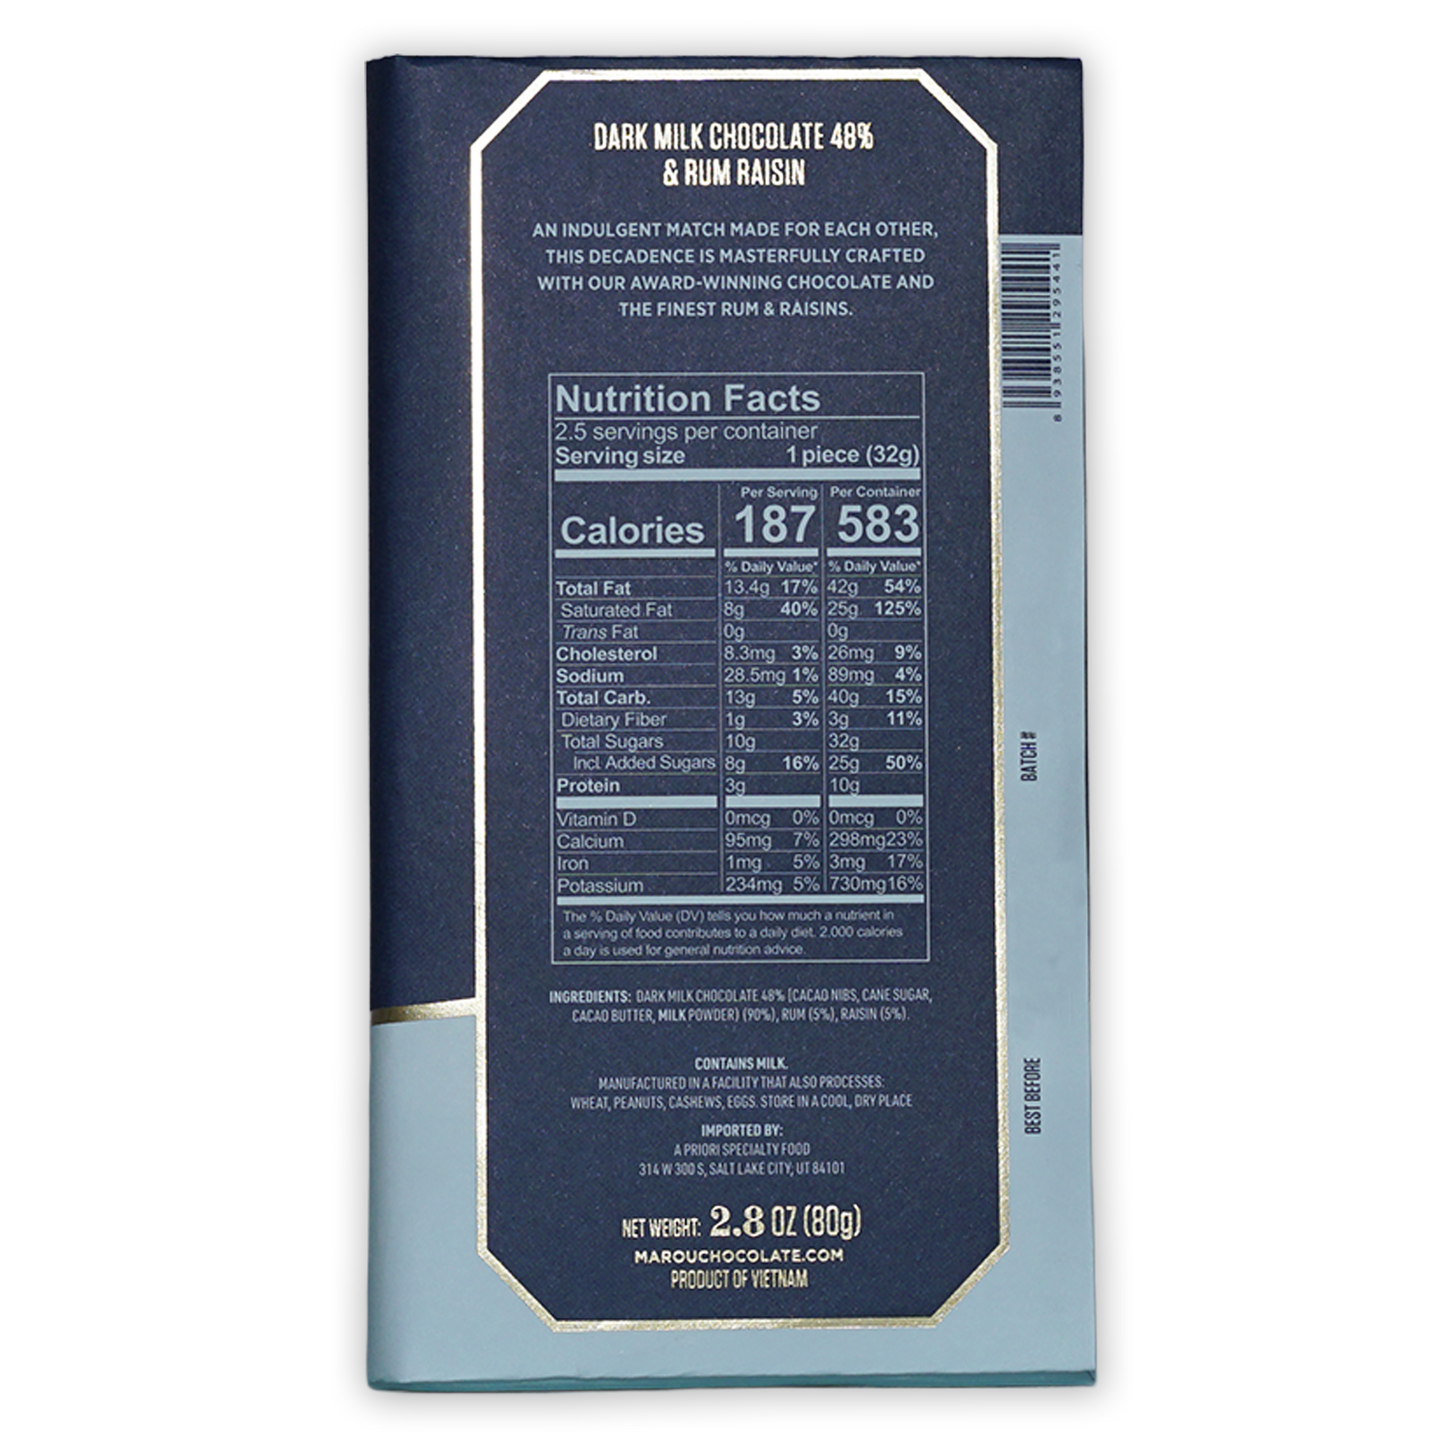 DARK MILK CHOCOLATE 48%
& RUM RAISIN
AN INDULGENT MATCH MADE FOR EACH OTHER,
THIS DECADENCE IS MASTERFULLY CRAFTED
WITH OUR AWARD-WINNING CHOCOLATE AND
THE FINEST RUM & RAISINS.
Nutrition Facts
2.5 servings per container
Serving size 1 piece (32g)
Per Serving Per Container
Calories 187 583
% Daily Value* % Daily Value*
Total Fat 13.4g 17% 42g 54%
Saturated Fat 8g 40% 25g 125%
Trans Fat 0g 0g
Cholesterol 8.3mg 3% 26mg 9%
Sodium 28.5mg 1% 89mg 4%
Total Carb. 13g 5% 40g 15%
Dietary Fiber 1g 3% 3g 11%
Total Sugars 10g 32g
Incl. Added Sugars 8g 16% 25g 50%
Protein 3g 10g
Vitamin D 0mcg 0% 0mcg 0%
Calcium 95mg 7% 298mg 23%
Iron 1mg 5% 3mg 17%
Potassium 234mg 5% 730mg 16%
The % Daily Value (DV) tells you how much a nutrient in
a serving of food contributes to a daily diet. 2,000 calories
a day is used for general nutrition advice.
INGREDIENTS: DARK MILK CHOCOLATE 48% [CACAO NIBS, CANE SUGAR,
CACAO BUTTER, MILK POWDER) (90%), RUM (5%), RAISIN (5%).
CONTAINS MILK.
MANUFACTURED IN A FACILITY THAT ALSO PROCESSES:
WHEAT, PEANUTS, CASHEWS, EGGS. STORE IN A COOL, DRY PLACE
IMPORTED BY:
A PRIORI SPECIALTY FOOD
314 W 300 S, SALT LAKE CITY, UT 84101
NET WEIGHT: 2.8 OZ (80g)
MAROUCHOCOLATE.COM
PRODUCT OF VIETNAM
8 938551 295441
BATCH #
BEST BEFORE